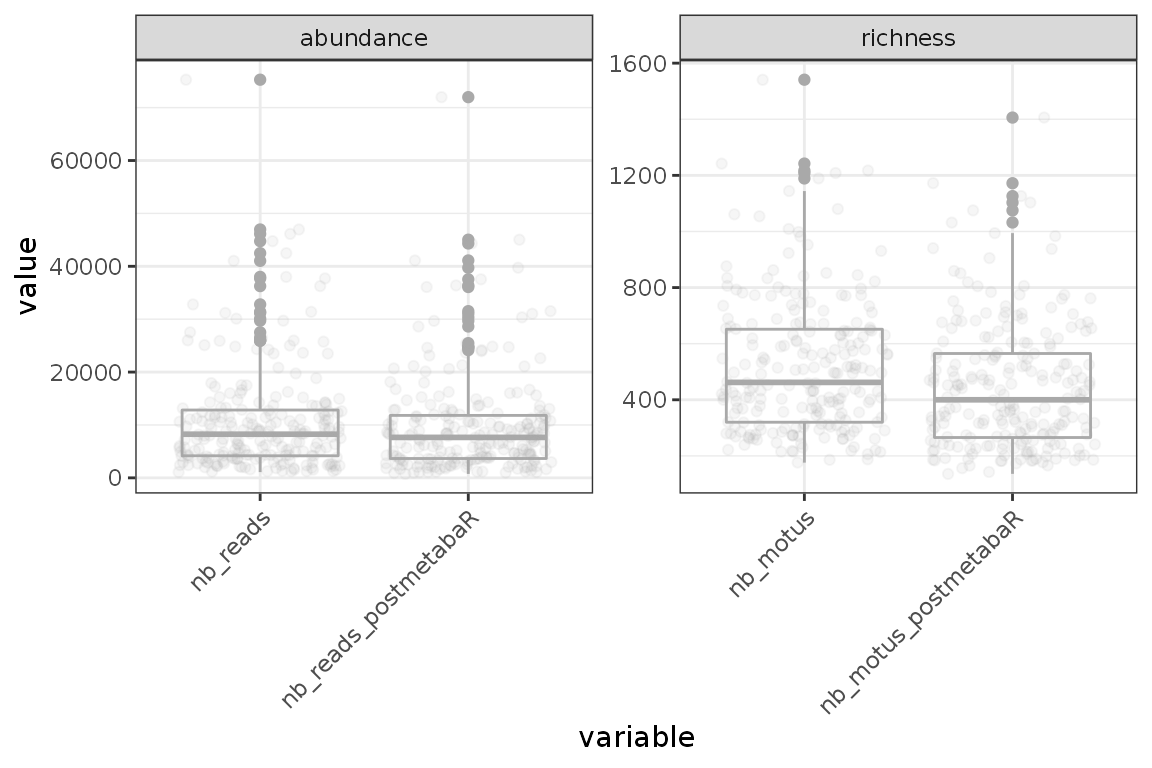 abundance
richness
value
60000
40000
20000
0
1600
1200
800
400
nb_reads
nb_reads_postmetabaR
nb_motus
nb_motus_postmetabaR
variable